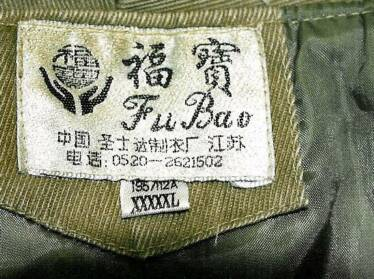 福寶
Fu Bao
中国 圣士达制衣厂 江苏
电话:0520-2621502
195/112A
XXXXXL